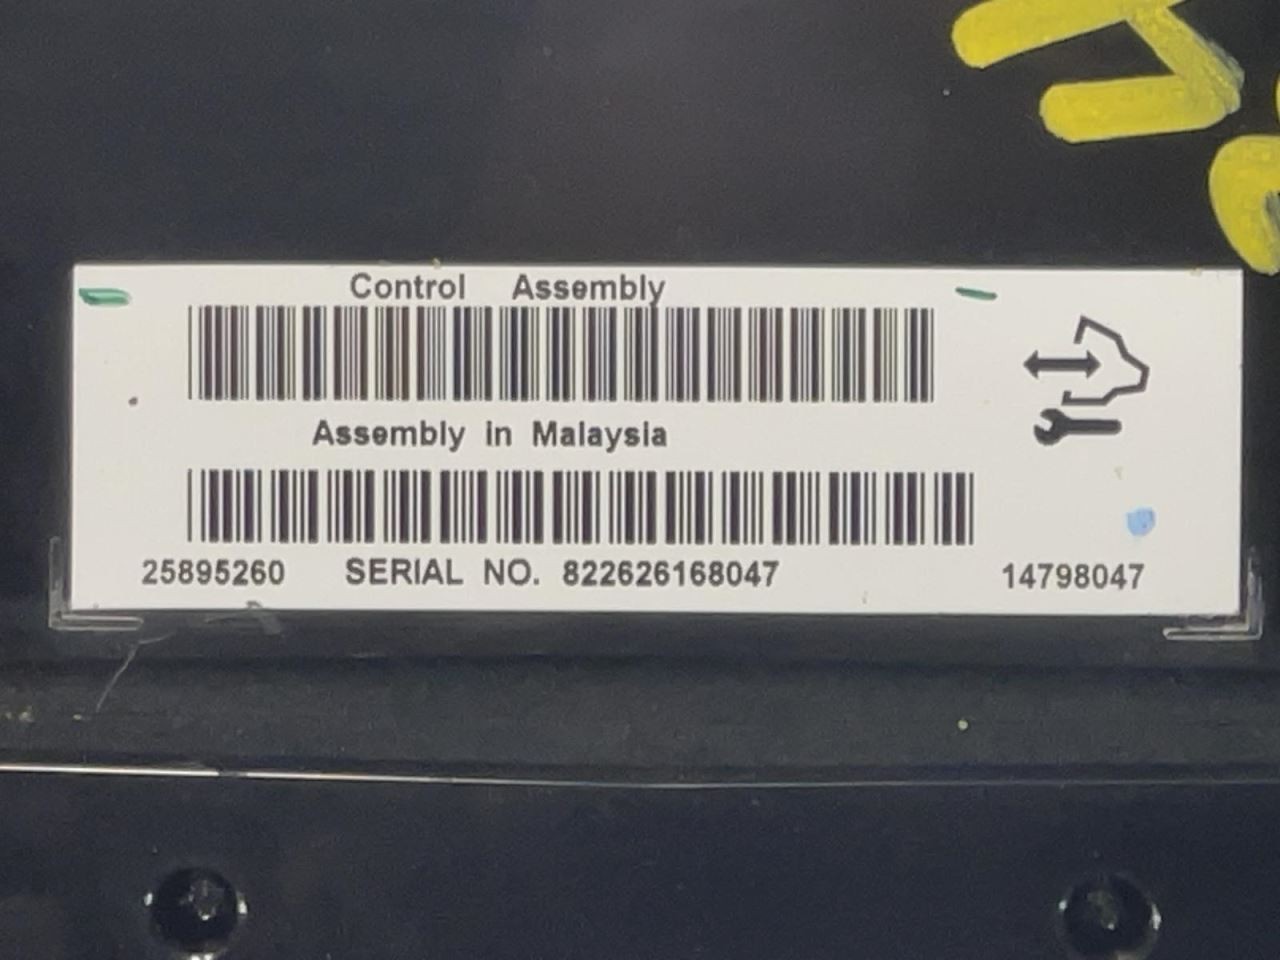 Control Assembly
Assembly in Malaysia
25895260 SERIAL NO. 822626168047 14798047